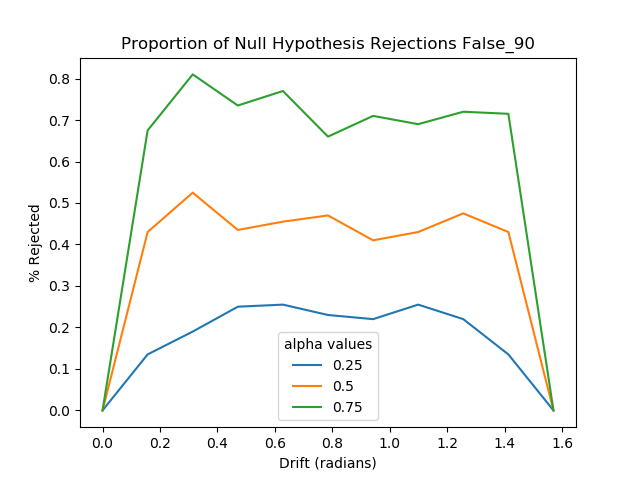 Proportion of Null Hypothesis Rejections False_90
% Rejected
0.8
0.7
0.6
0.5
0.4
0.3
0.2
0.1
0.0
alpha values
0.25
0.5
0.75
0.0 0.2 0.4 0.6 0.8 1.0 1.2 1.4 1.6
Drift (radians)